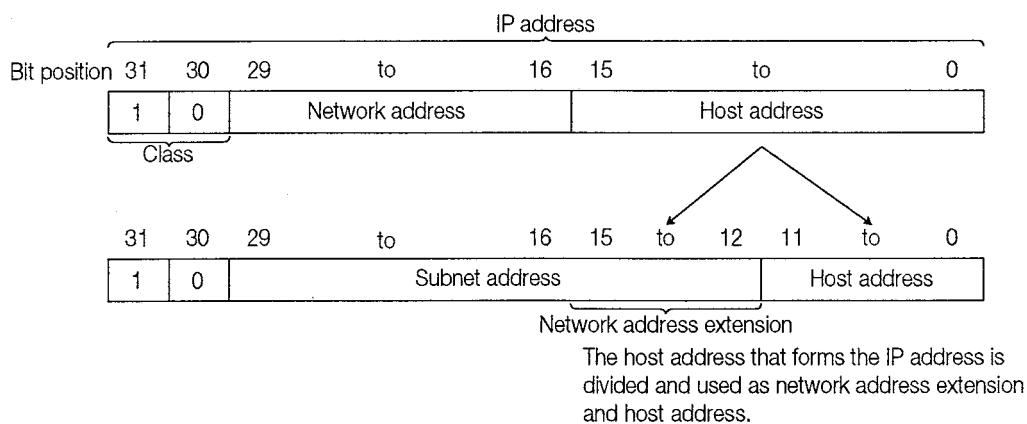 IP address
Bit position 31 30 29 to 16 15 to 0
1 0 Network address Host address
Class
31 30 29 to 16 15 to 12 11 to 0
1 0 Subnet address Host address
Network address extension
The host address that forms the IP address is
divided and used as network address extension
and host address.